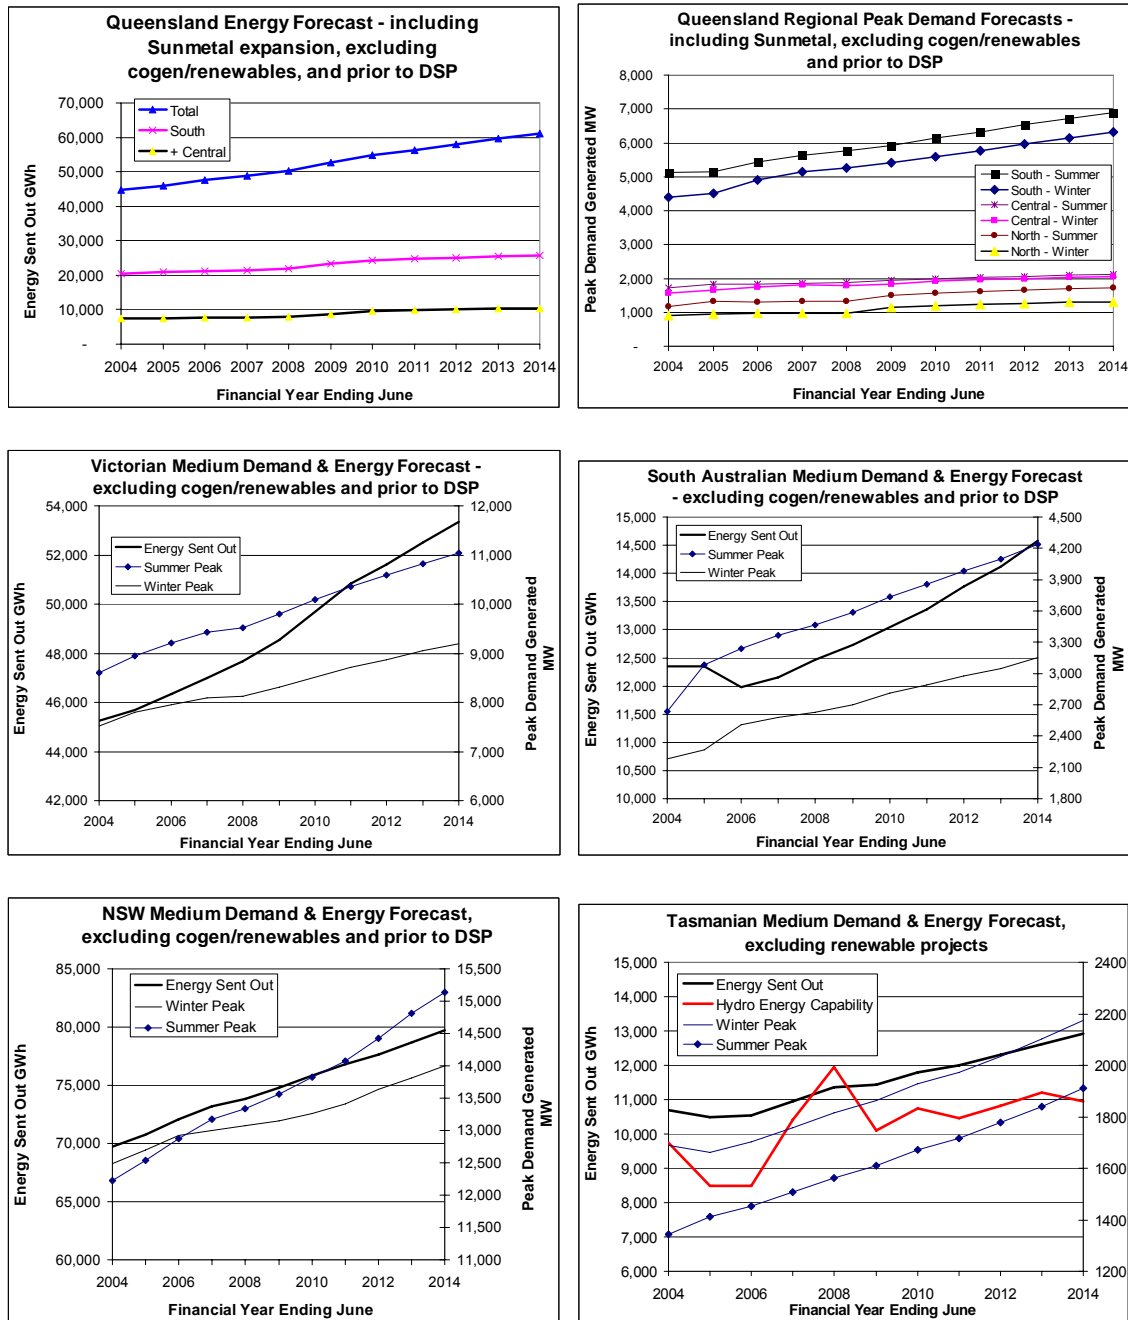 Queensland Energy Forecast - including
Sunmetal expansion, excluding
cogen/renewables, and prior to DSP
70,000
60,000
50,000
40,000
30,000
20,000
10,000
-
Energy Sent Out GWh
Total
South
+ Central
2004 2005 2006 2007 2008 2009 2010 2011 2012 2013 2014
Financial Year Ending June
Queensland Regional Peak Demand Forecasts -
including Sunmetal, excluding cogen/renewables
and prior to DSP
8,000
7,000
6,000
5,000
4,000
3,000
2,000
1,000
-
Peak Demand Generated MW
South - Summer
South - Winter
Central - Summer
Central - Winter
North - Summer
North - Winter
2004 2005 2006 2007 2008 2009 2010 2011 2012 2013 2014
Financial Year Ending June
Victorian Medium Demand & Energy Forecast -
excluding cogen/renewables and prior to DSP
54,000
52,000
50,000
48,000
46,000
44,000
42,000
Energy Sent Out GWh
Energy Sent Out
Summer Peak
Winter Peak
12,000
11,000
10,000
9,000
8,000
7,000
6,000
Peak Demand Generated
MW
2004 2006 2008 2010 2012 2014
Financial Year Ending June
South Australian Medium Demand & Energy Forecast
- excluding cogen/renewables and prior to DSP
15,000
14,500
14,000
13,500
13,000
12,500
12,000
11,500
11,000
10,500
10,000
Energy Sent Out GWh
Energy Sent Out
Summer Peak
Winter Peak
4,500
4,200
3,900
3,600
3,300
3,000
2,700
2,400
2,100
1,800
Peak Demand Generated
MW
2004 2006 2008 2010 2012 2014
Financial Year Ending June
NSW Medium Demand & Energy Forecast,
excluding cogen/renewables and prior to DSP
85,000
80,000
75,000
70,000
65,000
60,000
Energy Sent Out GWh
Energy Sent Out
Winter Peak
Summer Peak
15,500
15,000
14,500
14,000
13,500
13,000
12,500
12,000
11,500
11,000
Peak Demand Generated
MW
2004 2006 2008 2010 2012 2014
Financial Year Ending June
Tasmanian Medium Demand & Energy Forecast,
excluding renewable projects
15,000
14,000
13,000
12,000
11,000
10,000
9,000
8,000
7,000
6,000
Energy Sent Out GWh
Energy Sent Out
Hydro Energy Capability
Winter Peak
Summer Peak
2400
2200
2000
1800
1600
1400
1200
2004 2006 2008 2010 2012 2014
Financial Year Ending June